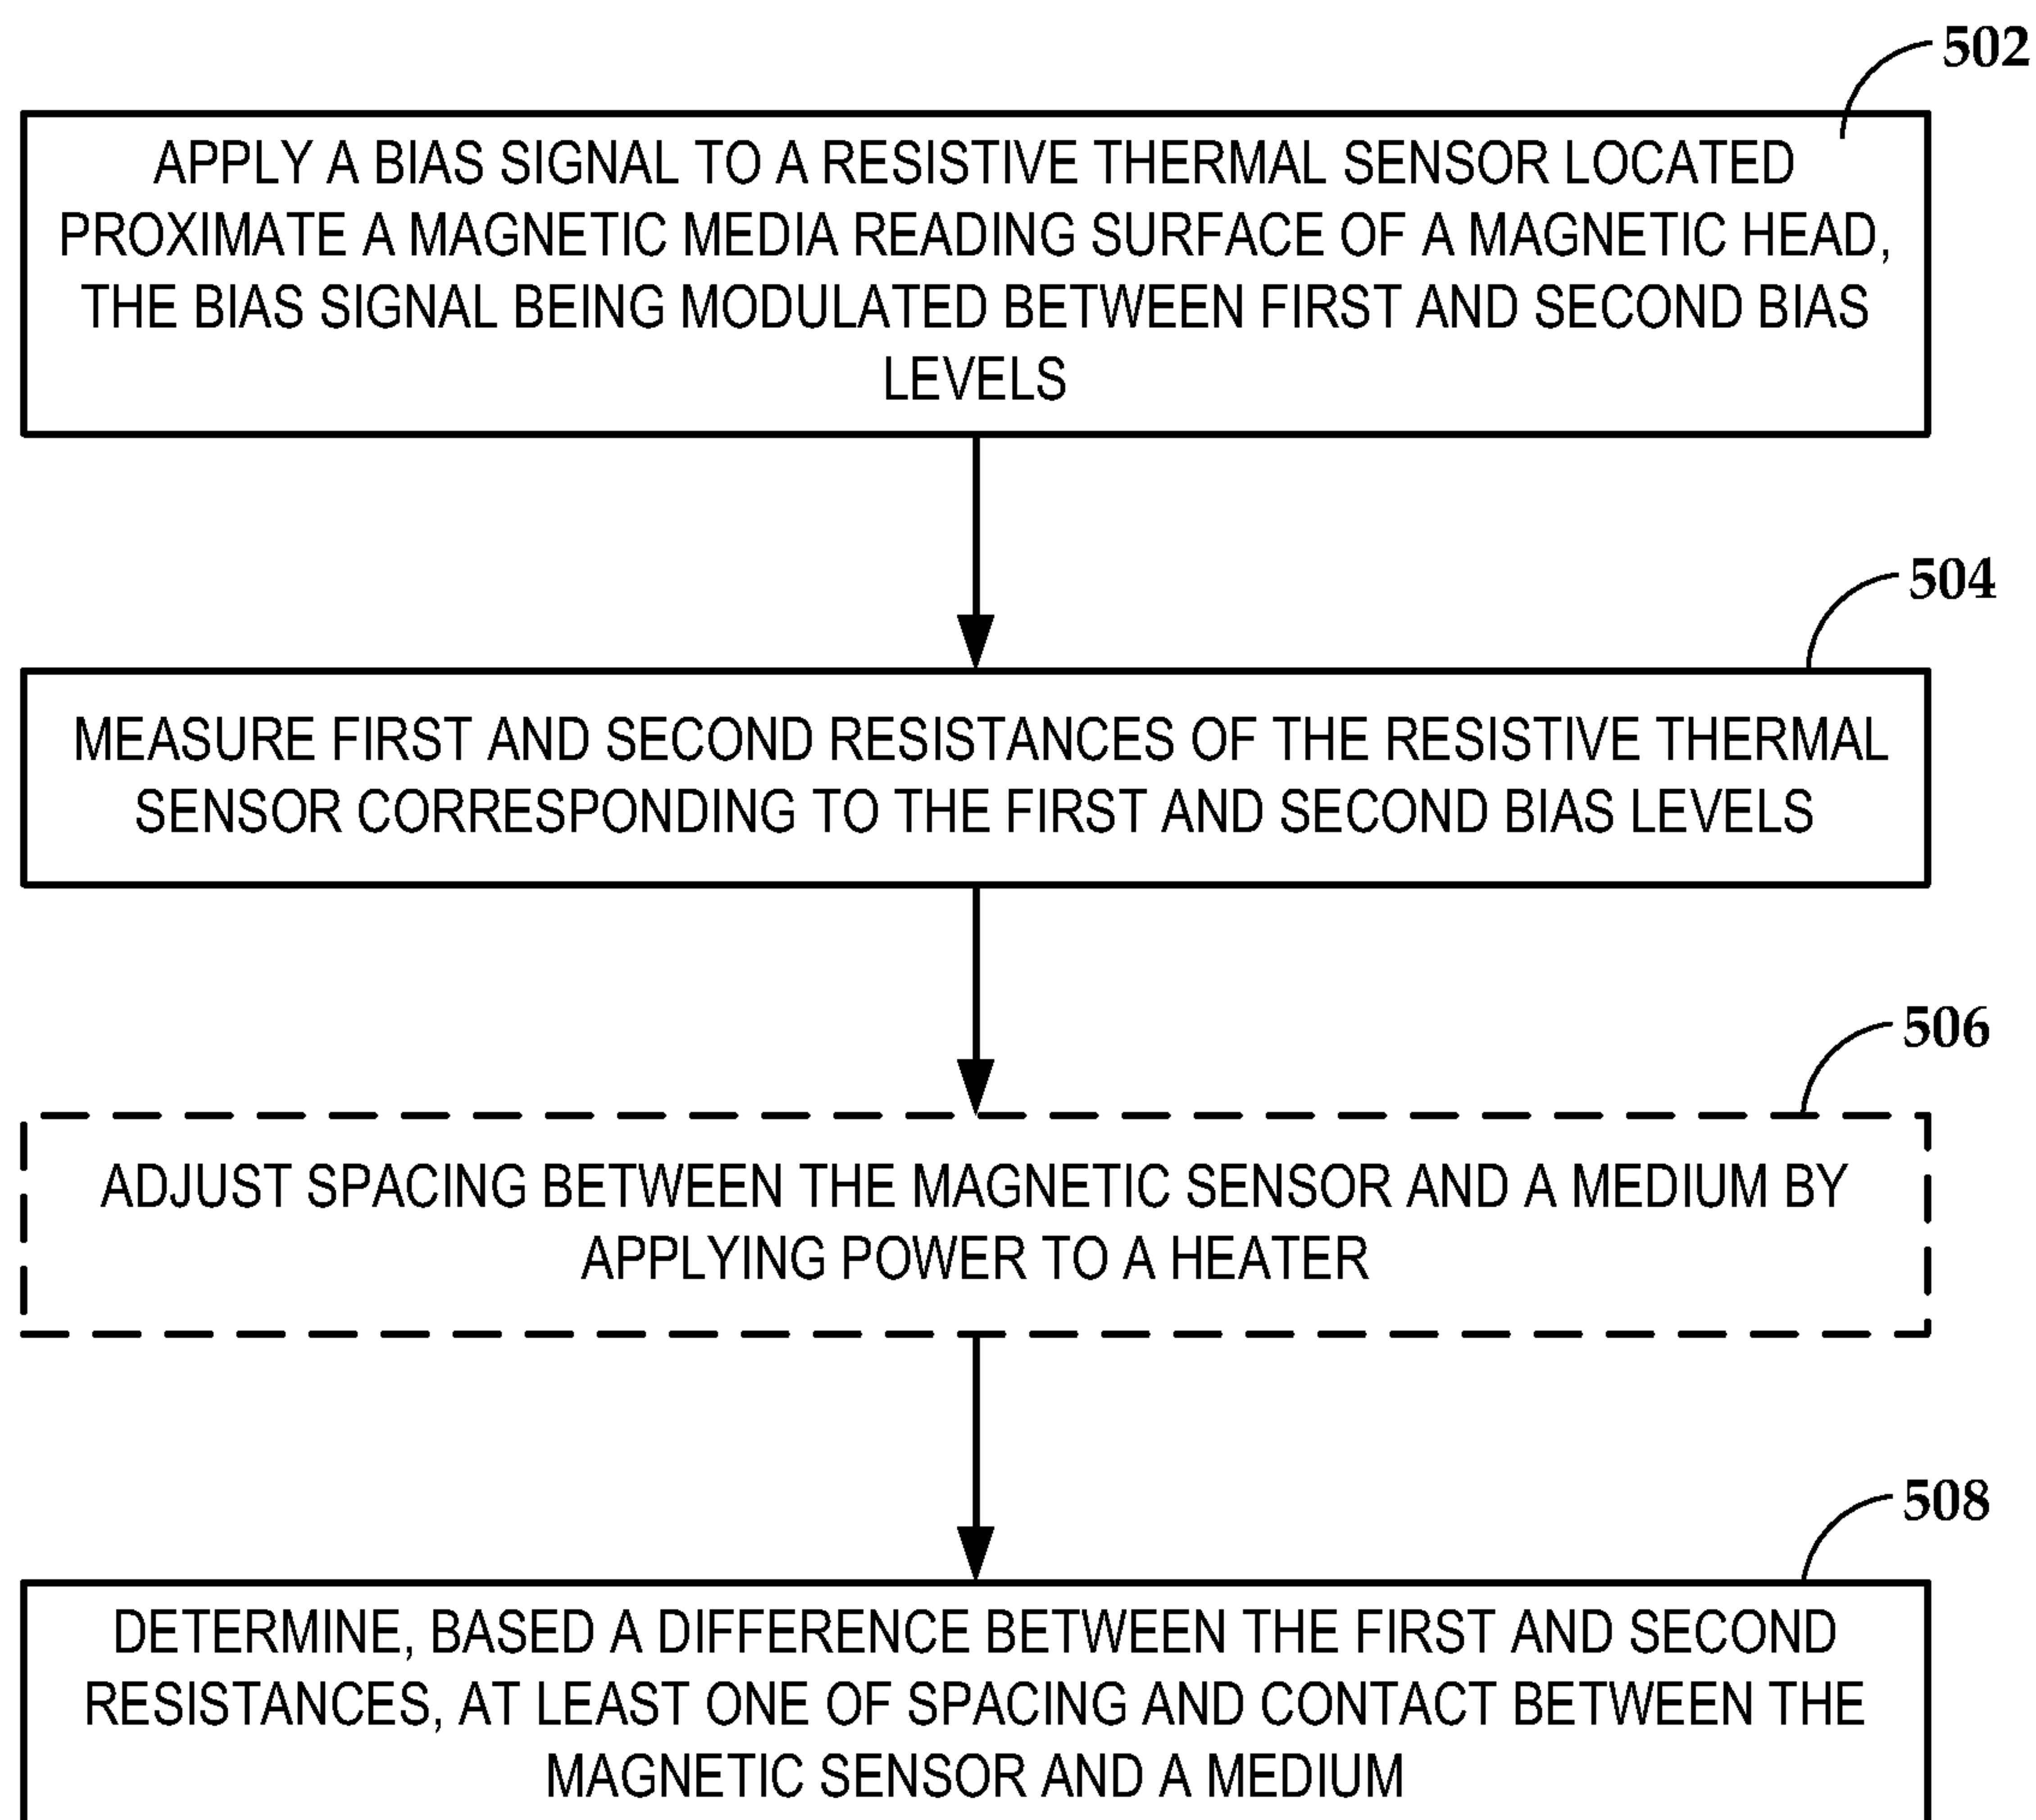 502
APPLY A BIAS SIGNAL TO A RESISTIVE THERMAL SENSOR LOCATED
PROXIMATE A MAGNETIC MEDIA READING SURFACE OF A MAGNETIC HEAD,
THE BIAS SIGNAL BEING MODULATED BETWEEN FIRST AND SECOND BIAS
LEVELS
504
MEASURE FIRST AND SECOND RESISTANCES OF THE RESISTIVE THERMAL
SENSOR CORRESPONDING TO THE FIRST AND SECOND BIAS LEVELS
506
ADJUST SPACING BETWEEN THE MAGNETIC SENSOR AND A MEDIUM BY
APPLYING POWER TO A HEATER
508
DETERMINE, BASED A DIFFERENCE BETWEEN THE FIRST AND SECOND
RESISTANCES, AT LEAST ONE OF SPACING AND CONTACT BETWEEN THE
MAGNETIC SENSOR AND A MEDIUM